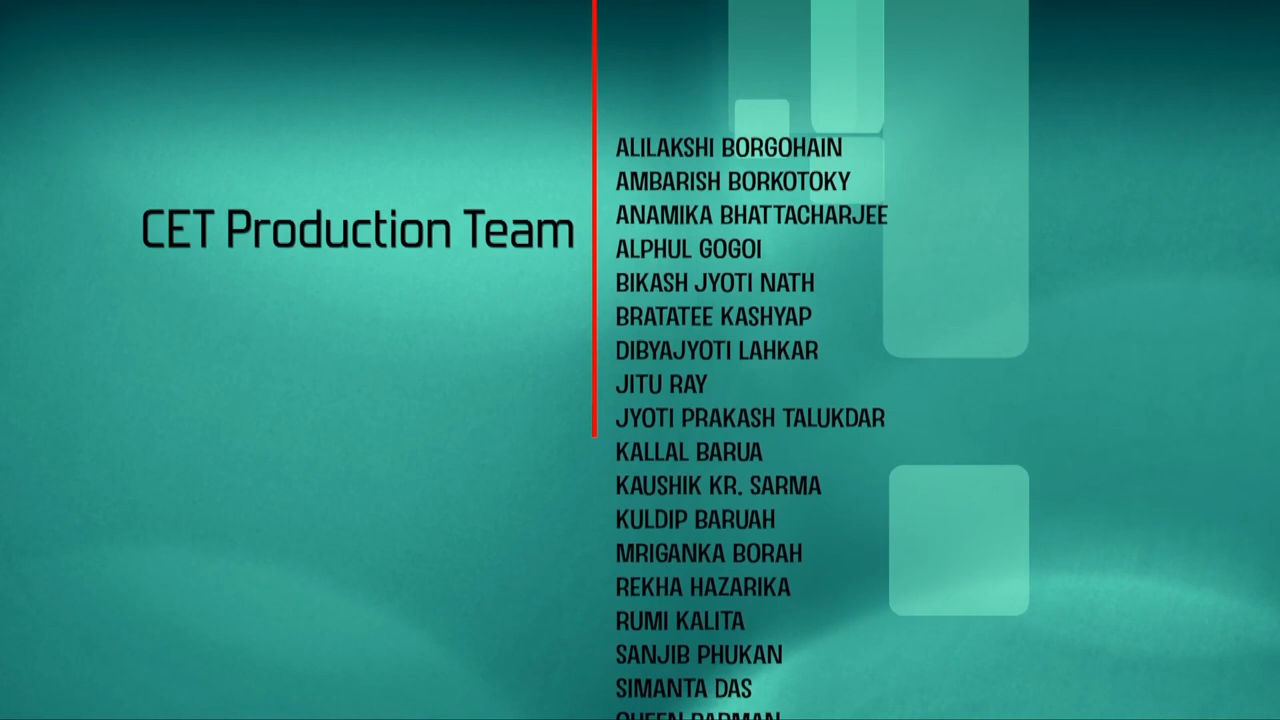 CET Production Team
ALILAKSHI BORGOHAIN
AMBARISH BORKOTOKY
ANAMIKA BHATTACHARJEE
ALPHUL GOGOI
BIKASH JYOTI NATH
BRATATEE KASHYAP
DIBYAJYOTI LAHKAR
JITU RAY
JYOTI PRAKASH TALUKDAR
KALLAL BARUA
KAUSHIK KR. SARMA
KULDIP BARUAH
MRIGANKA BORAH
REKHA HAZARIKA
RUMI KALITA
SANJIB PHUKAN
SIMANTA DAS